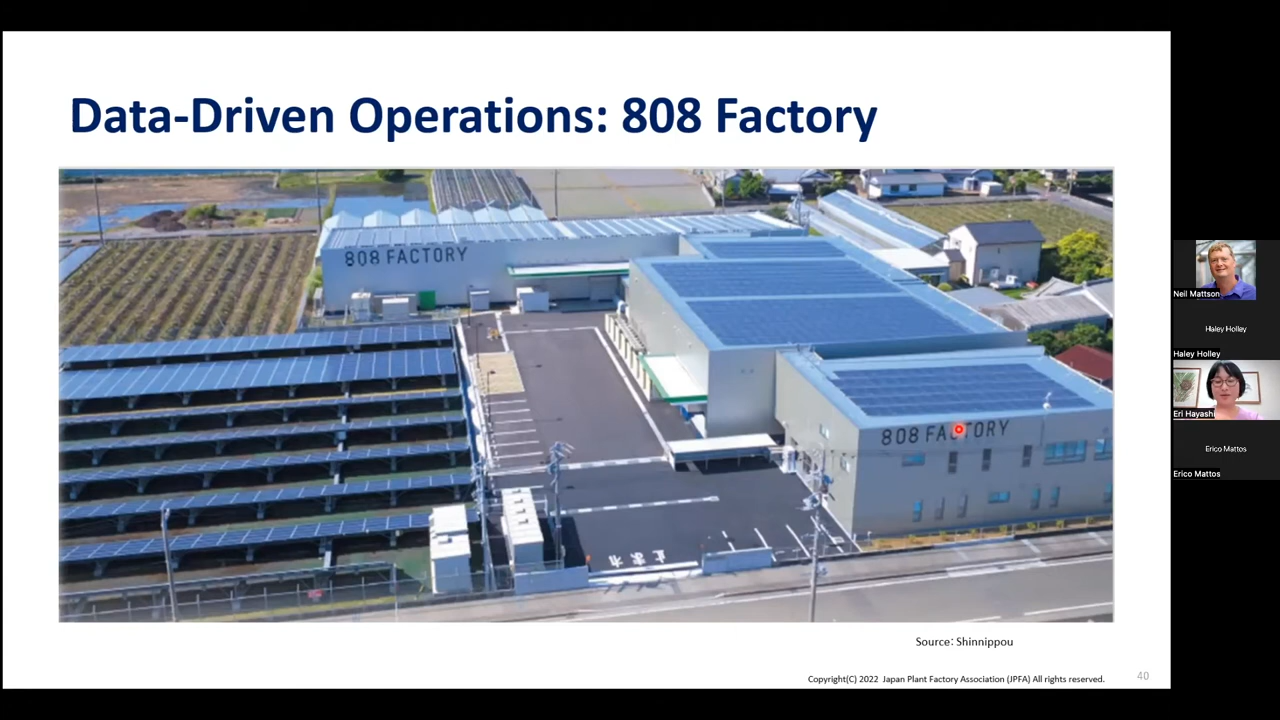 Data-Driven Operations: 808 Factory
808 FACTORY
808 FACTORY
Source: Shinnippou
Copyright(C) 2022 Japan Plant Factory Association (JPFA) All rights reserved.
40
Neil Mattson
Haley Holley
Haley Holley
Eri Hayashi
Erico Mattos
Erico Mattos